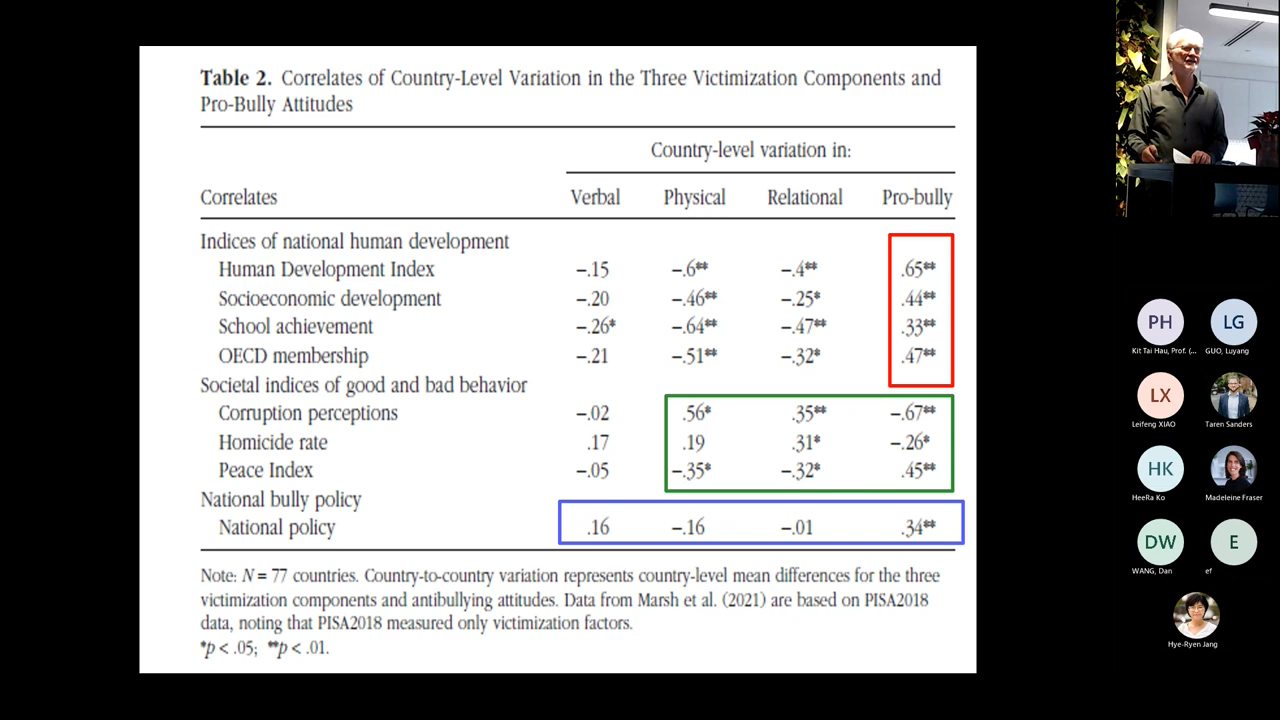 Table 2. Correlates of Country-Level Variation in the Three Victimization Components and
Pro-Bully Attitudes
Country-level variation in:
Correlates Verbal Physical Relational Pro-bully
Indices of national human development
Human Development Index –.15 –.6** –.4** .65**
Socioeconomic development –.20 –.46** –.25* .44**
School achievement –.26* –.64** –.47** .33**
OECD membership –.21 –.51** –.32* .47**
Societal indices of good and bad behavior
Corruption perceptions –.02 .56* .35** –.67**
Homicide rate .17 .19 .31* –.26*
Peace Index –.05 –.35* –.32* .45**
National bully policy
National policy .16 –.16 –.01 .34**
Note: N = 77 countries. Country-to-country variation represents country-level mean differences for the three
victimization components and antibullying attitudes. Data from Marsh et al. (2021) are based on PISA2018
data, noting that PISA2018 measured only victimization factors.
*p < .05; **p < .01.
PH LG
Kit Tai Hau, Prof. (... GUO, Luyang
LX
Leifeng XIAO Taren Sanders
HK
HeeRa Ko Madeleine Fraser
DW E
WANG, Dan ef
Hye-Ryen Jang